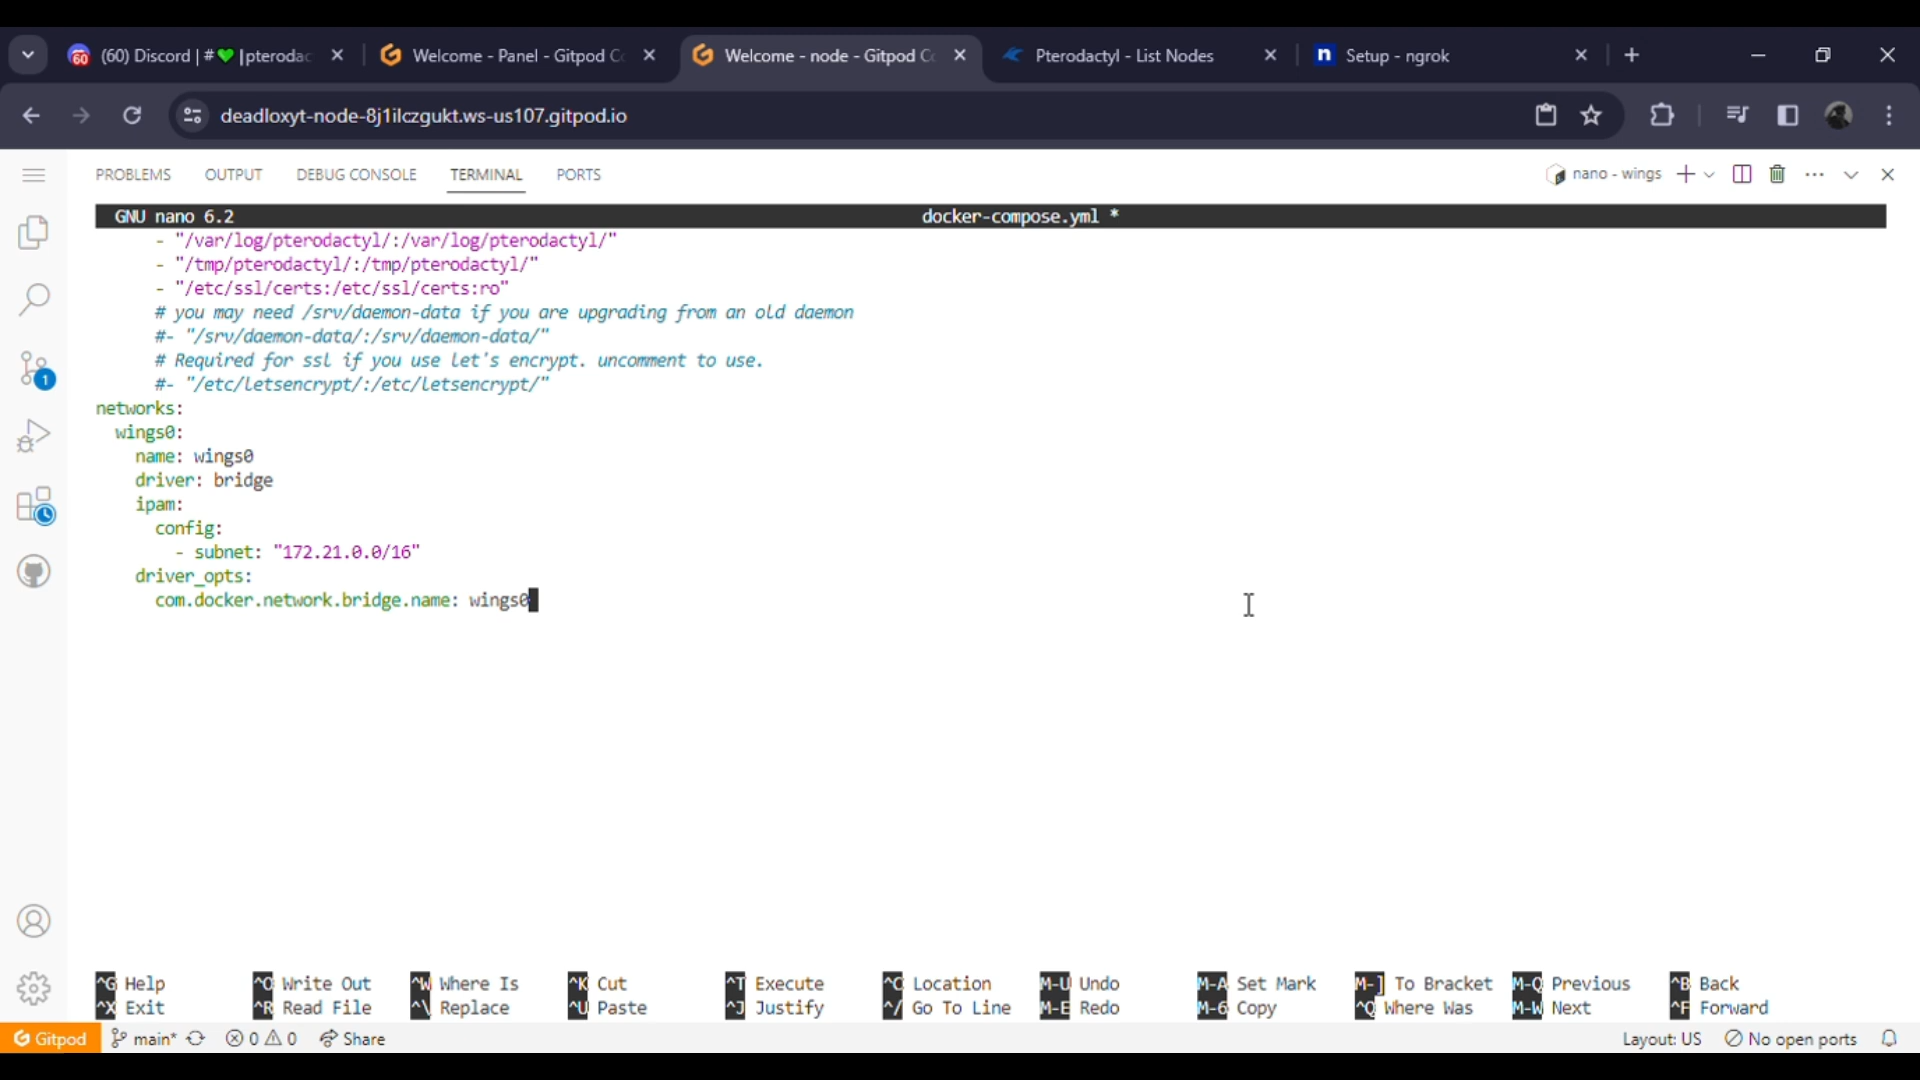 60 (60) Discord | #💚 |pterodac
Welcome - Panel - Gitpod Co
Welcome - node - Gitpod Co
Pterodactyl - List Nodes
n Setup - ngrok
deadloxyt-node-8j1ilczgukt.ws-us107.gitpod.io
PROBLEMS OUTPUT DEBUG CONSOLE TERMINAL PORTS
nano - wings
GNU nano 6.2 docker-compose.yml *
- "/var/log/pterodactyl/:/var/log/pterodactyl/"
- "/tmp/pterodactyl/:/tmp/pterodactyl/"
- "/etc/ssl/certs:/etc/ssl/certs:ro"
# you may need /srv/daemon-data if you are upgrading from an old daemon
#- "/srv/daemon-data/:/srv/daemon-data/"
# Required for ssl if you use let's encrypt. uncomment to use.
#- "/etc/letsencrypt/:/etc/letsencrypt/"
networks:
wings0:
name: wings0
driver: bridge
ipam:
config:
- subnet: "172.21.0.0/16"
driver_opts:
com.docker.network.bridge.name: wings0
1
^G Help ^O Write Out ^W Where Is ^K Cut ^T Execute ^C Location M-U Undo M-A Set Mark M-] To Bracket M-Q Previous ^B Back
^X Exit ^R Read File ^\ Replace ^U Paste ^J Justify ^/ Go To Line M-E Redo M-6 Copy ^Q Where Was M-W Next ^F Forward
Gitpod main* 0 0 Share Layout: US No open ports